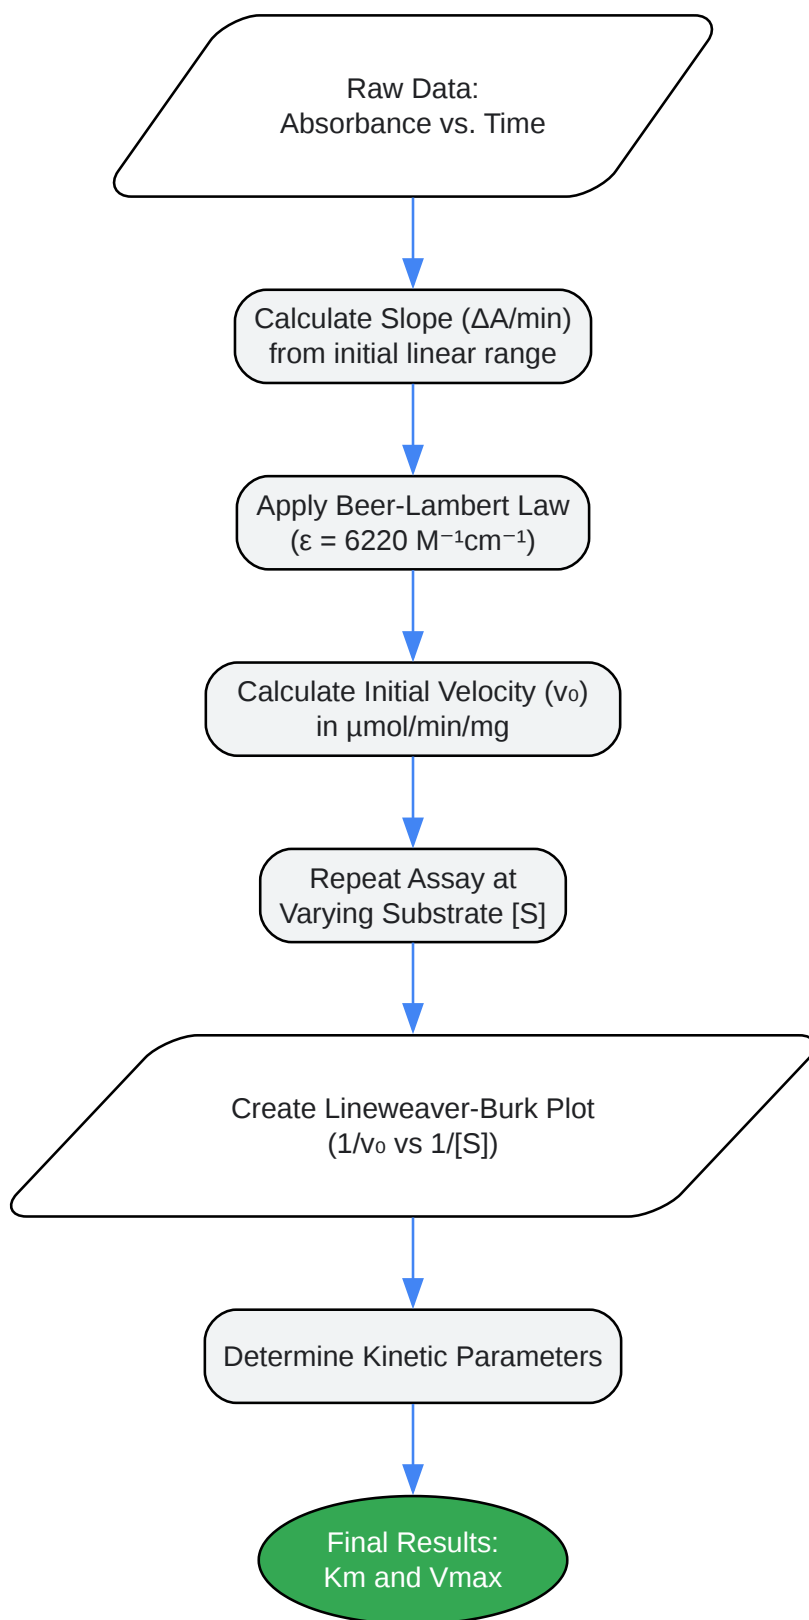 Raw Data:
Absorbance vs. Time
Calculate Slope (ΔA/min)
from initial linear range
Apply Beer-Lambert Law
(ε = 6220 M⁻¹cm⁻¹)
Calculate Initial Velocity (v₀)
in µmol/min/mg
Repeat Assay at
Varying Substrate [S]
Create Lineweaver-Burk Plot
(1/v₀ vs 1/[S])
Determine Kinetic Parameters
Final Results:
Km and Vmax